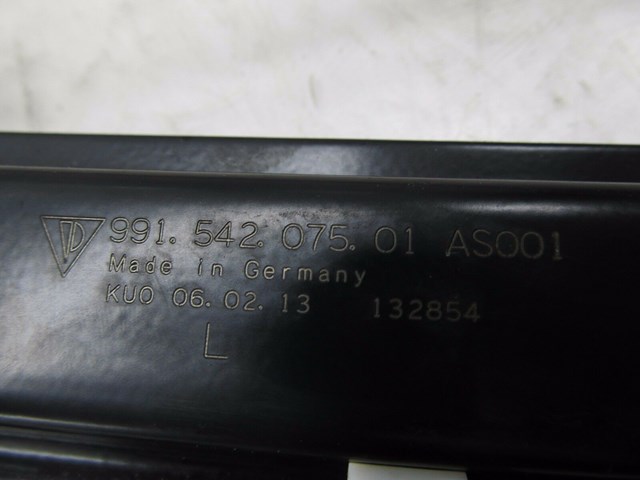 991. 542. 075. 01 AS001
Made in Germany
KUO 06. 02. 13 132854
L